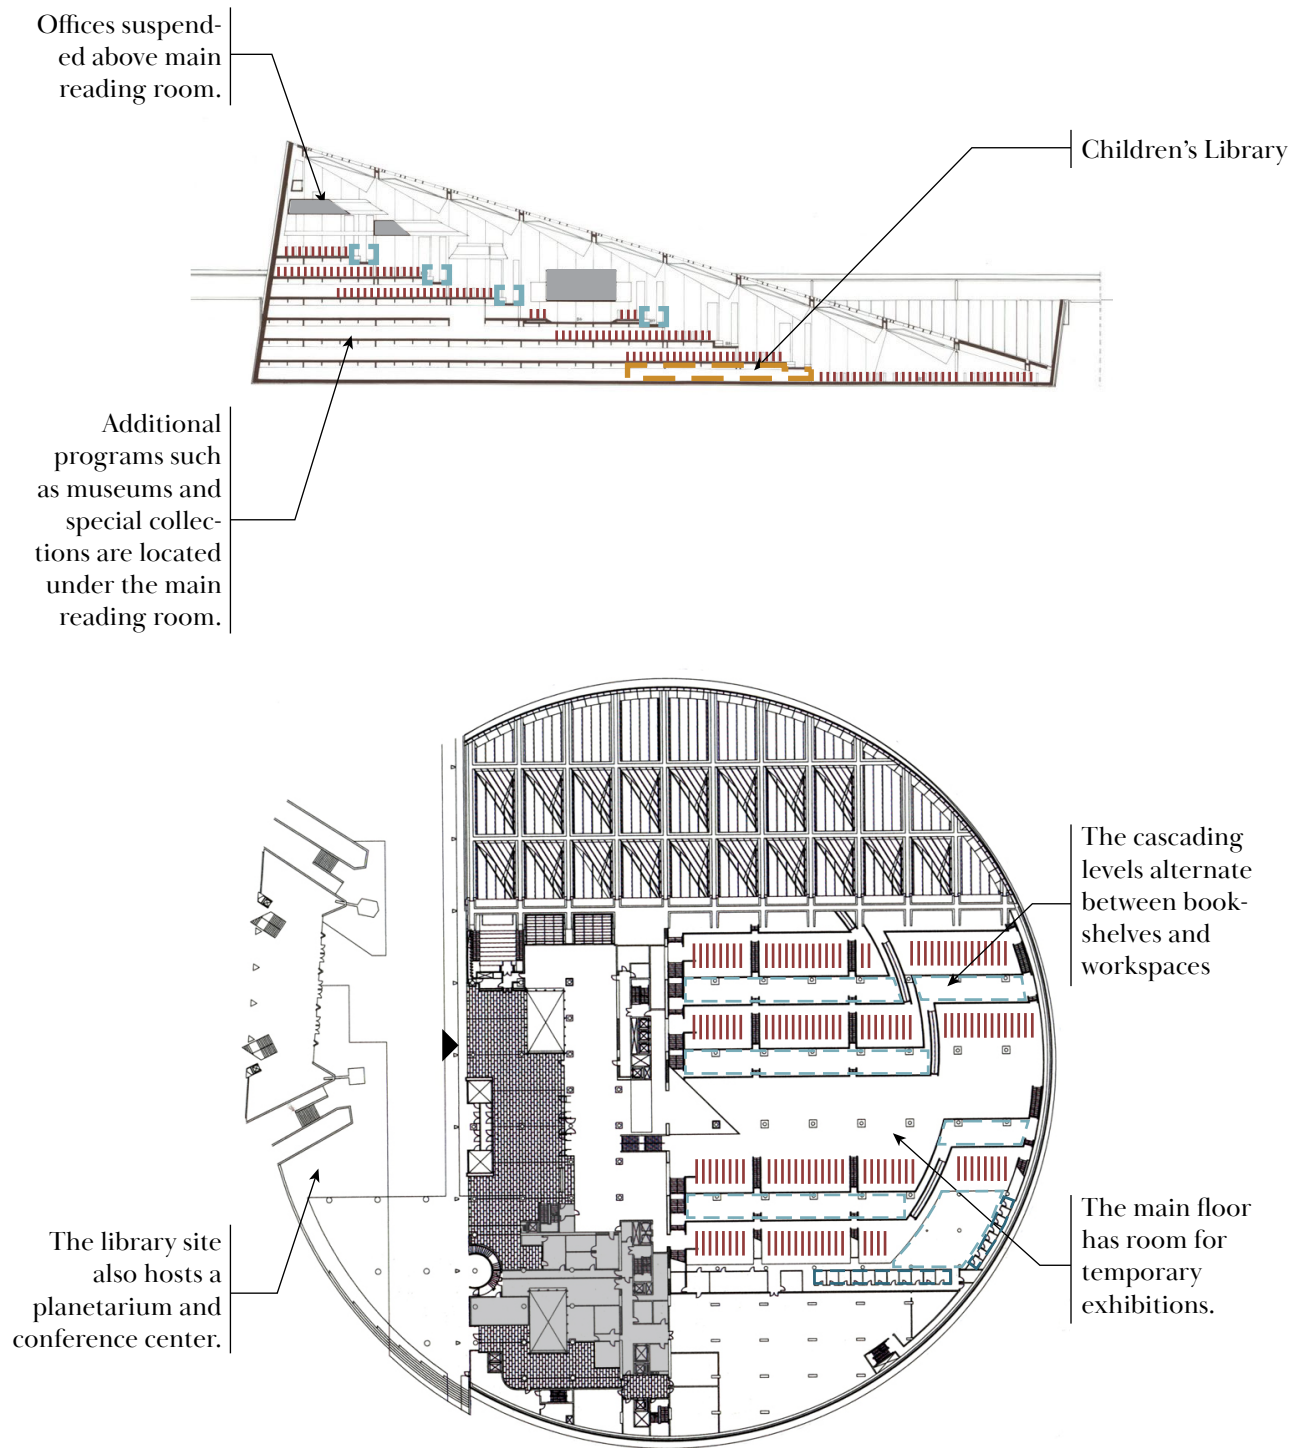 Offices suspend-
ed above main
reading room.
Children’s Library
Additional
programs such
as museums and
special collec-
tions are located
under the main
reading room.
The cascading
levels alternate
between book-
shelves and
workspaces
The main floor
has room for
temporary
exhibitions.
The library site
also hosts a
planetarium and
conference center.